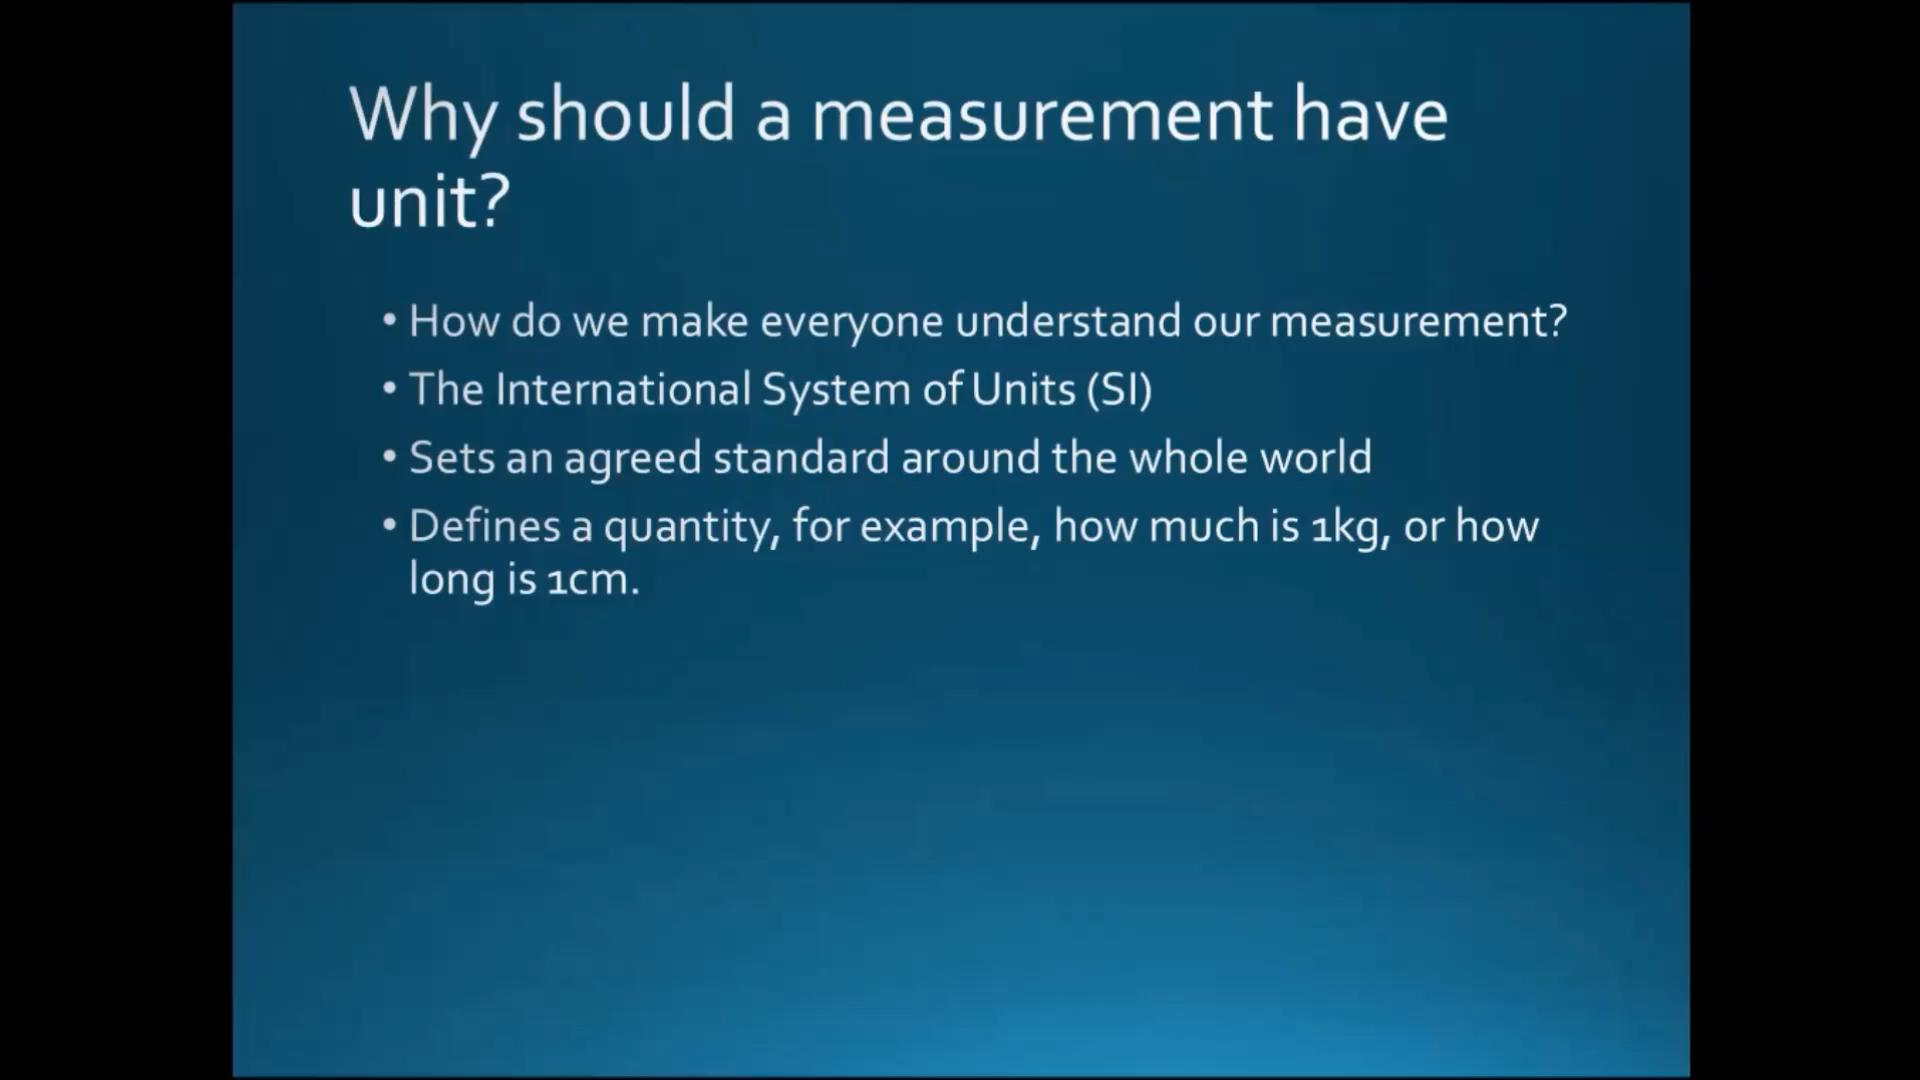 Why should a measurement have
unit?
• How do we make everyone understand our measurement?
• The International System of Units (SI)
• Sets an agreed standard around the whole world
• Defines a quantity, for example, how much is 1kg, or how
long is 1cm.